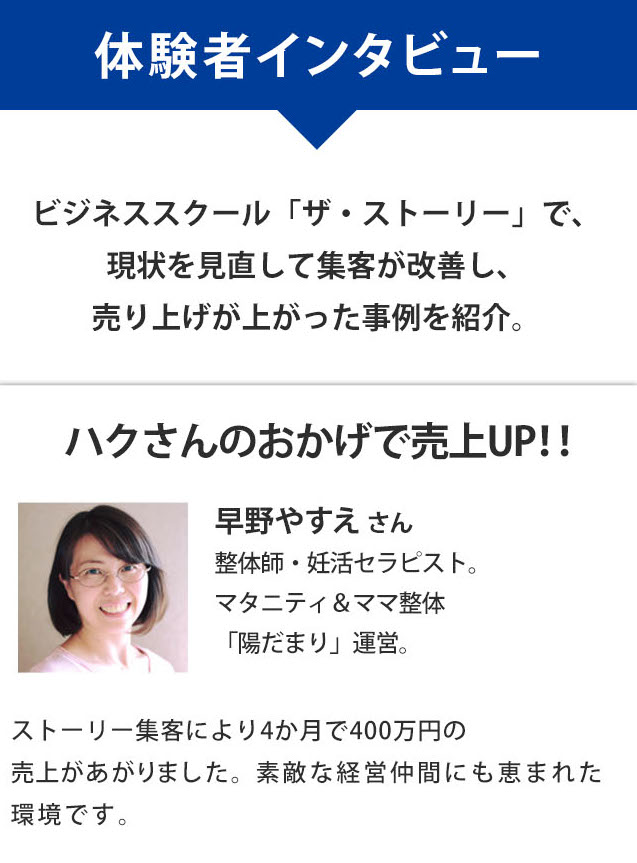 体験者インタビュー
ビジネススクール「ザ・ストーリー」で、
現状を見直して集客が改善し、
売り上げが上がった事例を紹介。
ハクさんのおかげで売上UP!!
早野やすえ さん
整体師・妊活セラピスト。
マタニティ＆ママ整体
「陽だまり」運営。
ストーリー集客により4か月で400万円の
売上があがりました。素敵な経営仲間にも恵まれた
環境です。